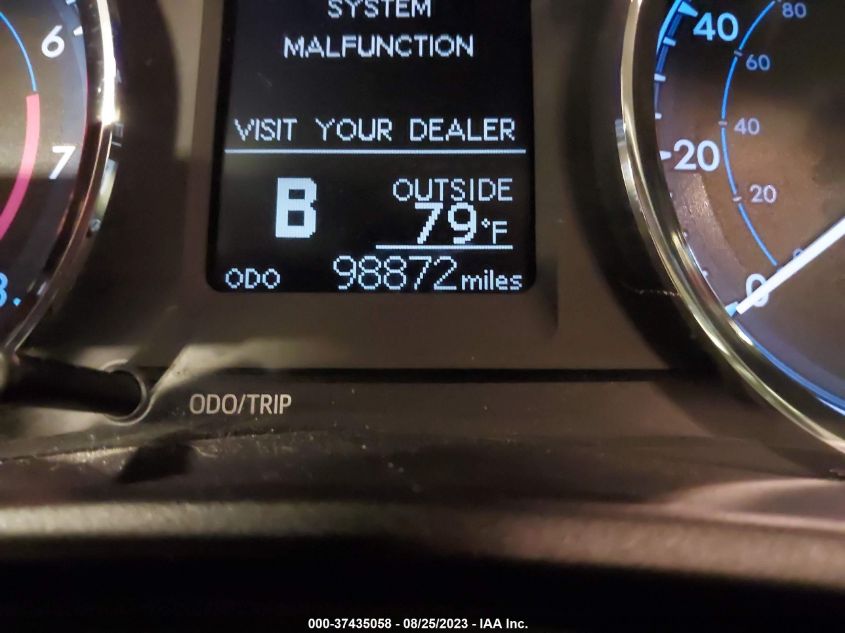 SYSTEM
MALFUNCTION
VISIT YOUR DEALER
B
OUTSIDE
79°F
ODO 98872 miles
6
7
8.
40
20
0
80
60
40
20
ODO/TRIP
000-37435058 - 08/25/2023 - IAA Inc.